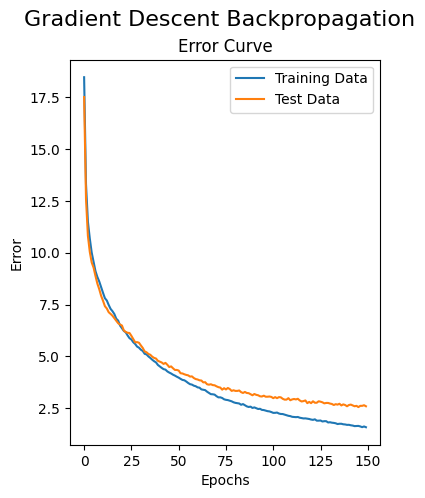 Gradient Descent Backpropagation
Error Curve
Training Data
Test Data
17.5
15.0
12.5
10.0
7.5
5.0
2.5
Error
0 25 50 75 100 125 150
Epochs